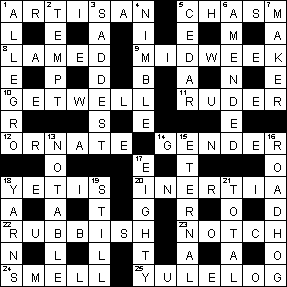 1 A R 2 T I 3 S A 4 N 5 C H 6 A S 7 M
L E A I E M A
8 L A M E D 9 M I D W E E K
E P D B A N E
10 G E T W E L L 11 R U D E R
R S E E
12 O R 13 N A T E 14 G 15 E N D E 16 R
O 17 E T O
18 Y E T I 19 S 20 I N E R 21 T I A
A A T G R O D
22 R U B B I S H 23 N O T C H
N L L T A A O
24 S M E L L 25 Y U L E L O G